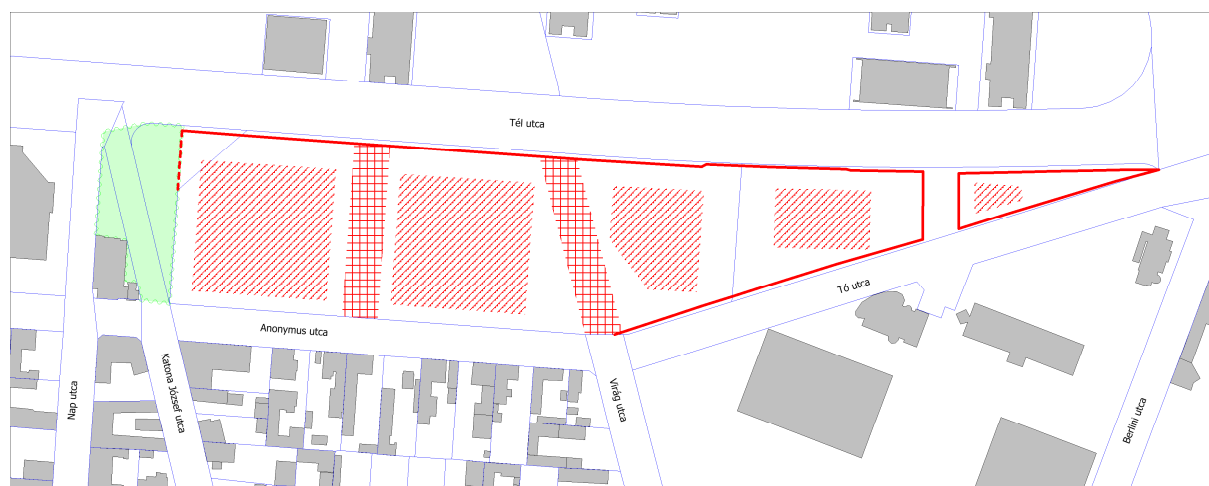 Tél utca
Tó utca
Anonymus utca
Katona József utca
Nap utca
Virág utca
Berlini utca